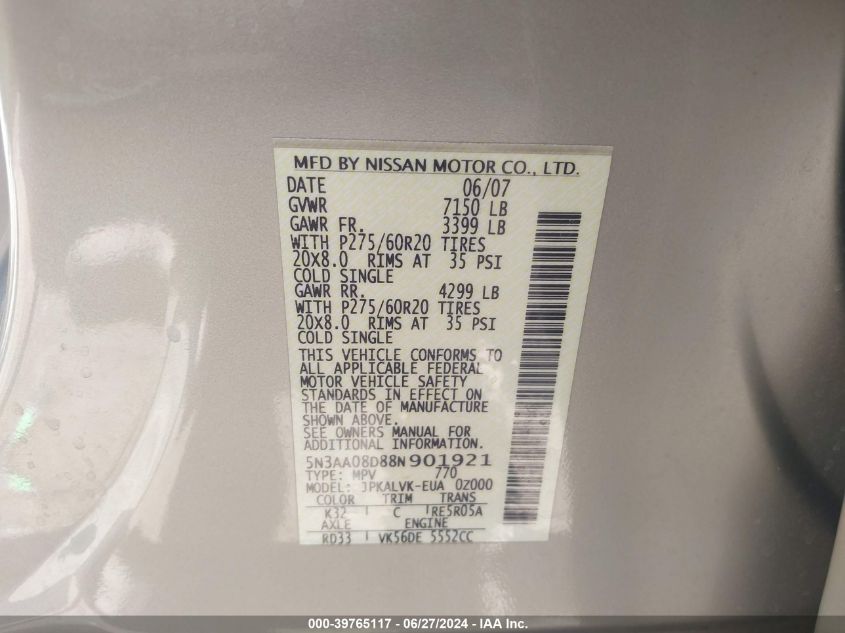 MFD BY NISSAN MOTOR CO., LTD.
DATE 06/07
GVWR 7150 LB
GAWR FR. 3399 LB
WITH P275/60R20 TIRES
20X8.0 RIMS AT 35 PSI
COLD SINGLE
GAWR RR. 4299 LB
WITH P275/60R20 TIRES
20X8.0 RIMS AT 35 PSI
COLD SINGLE
THIS VEHICLE CONFORMS TO
ALL APPLICABLE FEDERAL
MOTOR VEHICLE SAFETY
STANDARDS IN EFFECT ON
THE DATE OF MANUFACTURE
SHOWN ABOVE.
SEE OWNERS MANUAL FOR
ADDITIONAL INFORMATION.
5N3AA08D88N901921
TYPE: MPV 770
MODEL: JPKALVK-EUA 0Z000
COLOR TRIM TRANS
K32 C RE5R05A
AXLE ENGINE
RD33 VK56DE 5552CC
000-39765117 - 06/27/2024 - IAA Inc.